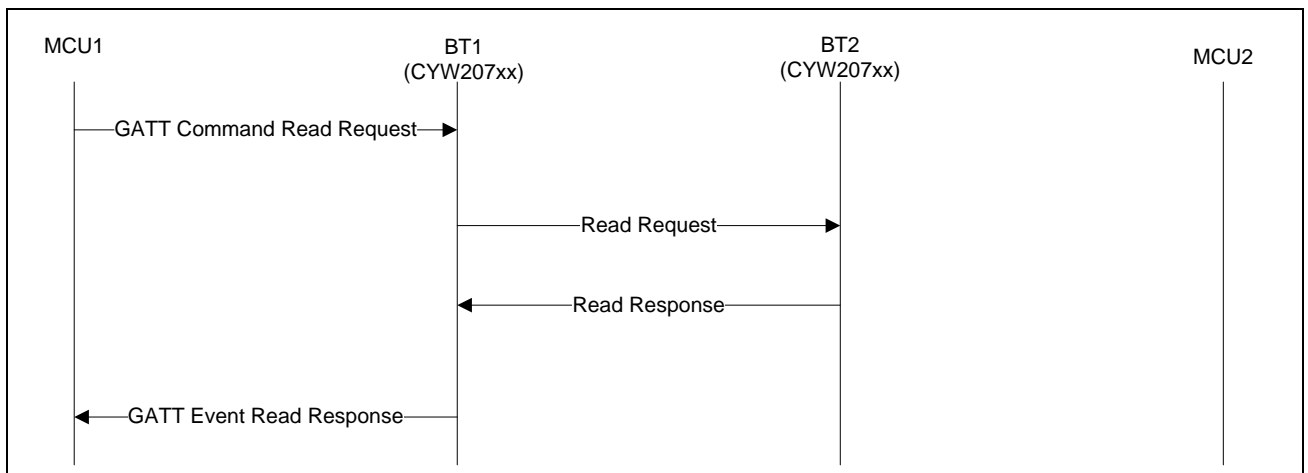 MCU1
BT1
(CYW207xx)
BT2
(CYW207xx)
MCU2
GATT Command Read Request
Read Request
Read Response
GATT Event Read Response